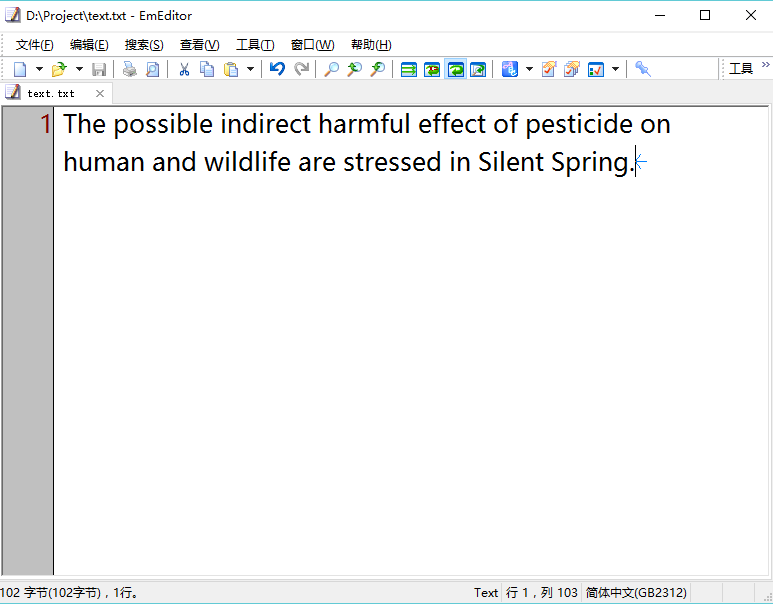 D:\Project\text.txt - EmEditor
文件(F) 编辑(E) 搜索(S) 查看(V) 工具(T) 窗口(W) 帮助(H)
工具 »
text.txt ×
1 The possible indirect harmful effect of pesticide on
human and wildlife are stressed in Silent Spring.
102 字节(102字节)，1行。 Text 行 1，列 103 简体中文(GB2312)